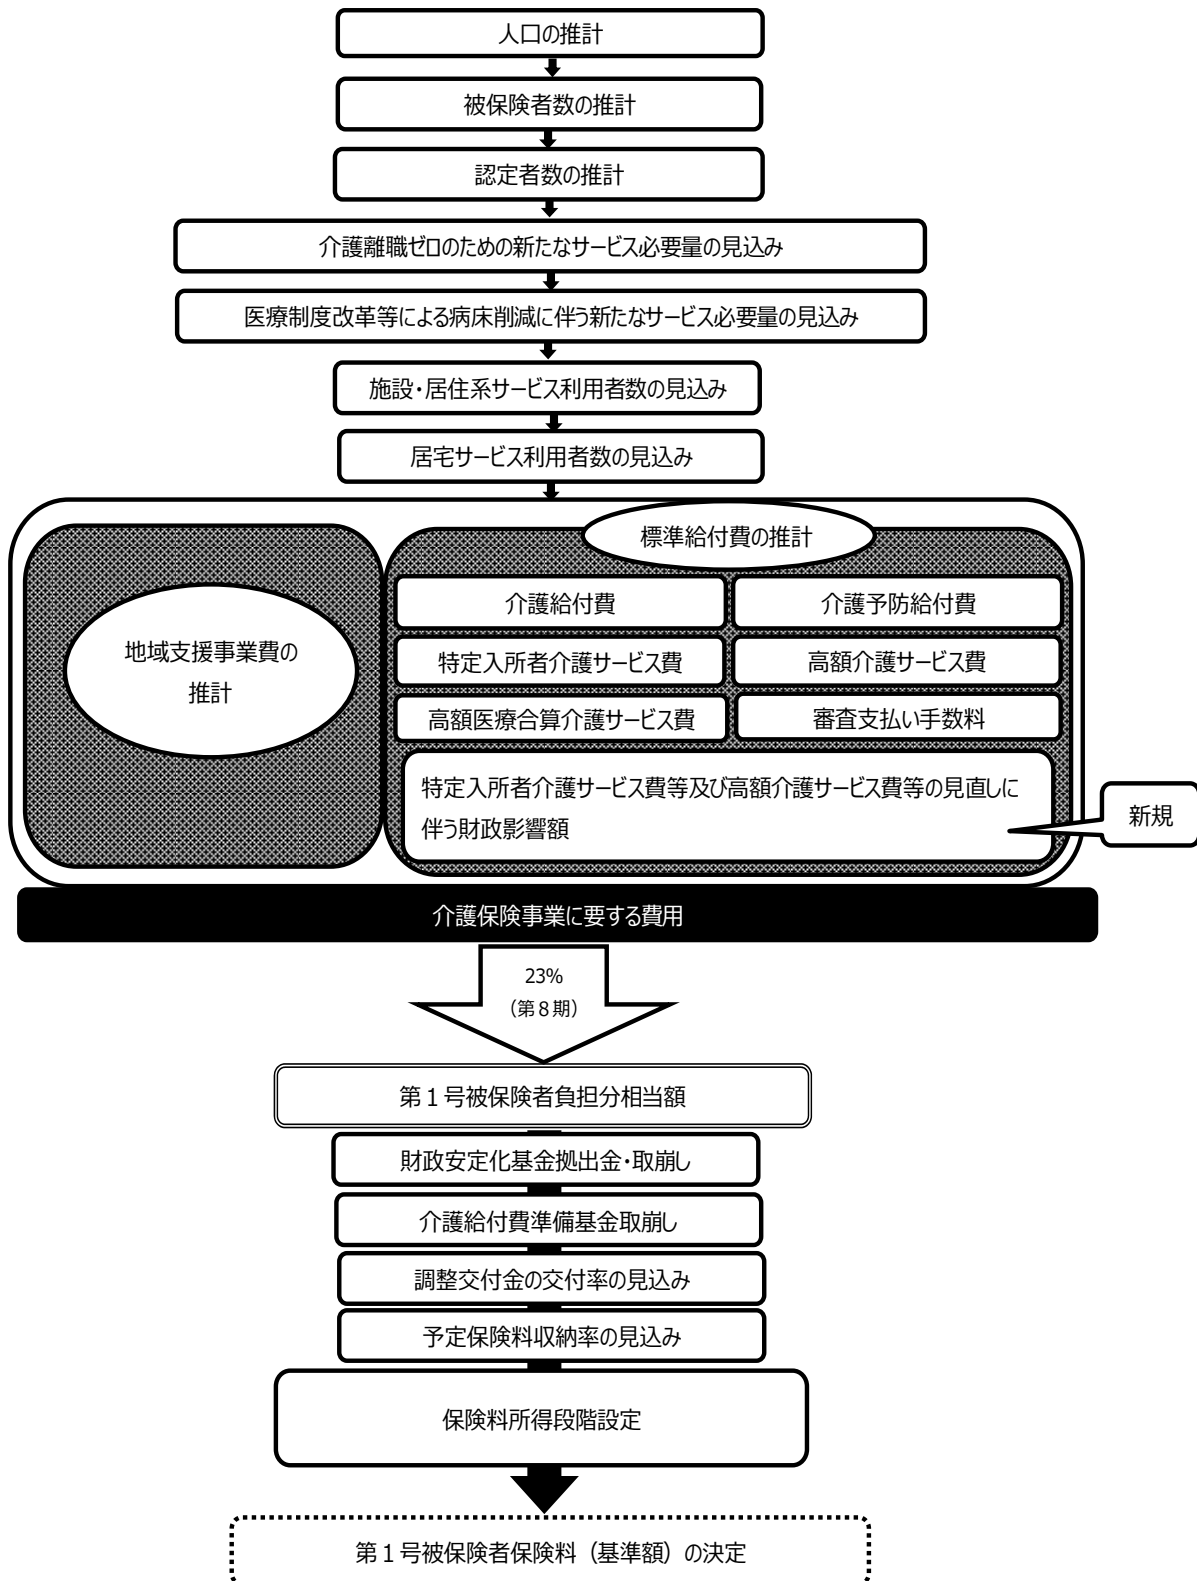 人口の推計
被保険者数の推計
認定者数の推計
介護離職ゼロのための新たなサービス必要量の見込み
医療制度改革等による病床削減に伴う新たなサービス必要量の見込み
施設・居住系サービス利用者数の見込み
居宅サービス利用者数の見込み
標準給付費の推計
地域支援事業費の
推計
介護給付費
介護予防給付費
特定入所者介護サービス費
高額介護サービス費
高額医療合算介護サービス費
審査支払い手数料
特定入所者介護サービス費等及び高額介護サービス費等の見直しに
伴う財政影響額
新規
介護保険事業に要する費用
23%
（第８期）
第１号被保険者負担分相当額
財政安定化基金拠出金・取崩し
介護給付費準備基金取崩し
調整交付金の交付率の見込み
予定保険料収納率の見込み
保険料所得段階設定
第１号被保険者保険料（基準額）の決定